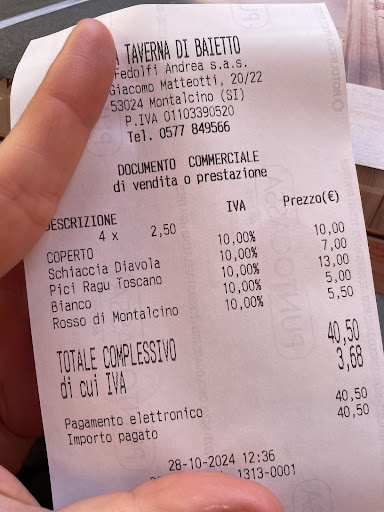 TAVERNA DI BAIETTO
fredolfi Andrea s.a.s.
Giacomo Matteotti, 20/22
53024 Montalcino (SI)
P.IVA 01103390520
Tel. 0577 849566
DOCUMENTO COMMERCIALE
di vendita o prestazione
DESCRIZIONE IVA Prezzo(€)
4 x 2,50
COPERTO 10,00% 10,00
Schiaccia Diavola 10,00% 7,00
Pici Ragu Toscano 10,00% 13,00
Bianco 10,00% 5,00
Rosso di Montalcino 10,00% 5,50
TOTALE COMPLESSIVO 40,50
di cui IVA 3,68
Pagamento elettronico 40,50
Importo pagato 40,50
28-10-2024 12:36
1313-0001